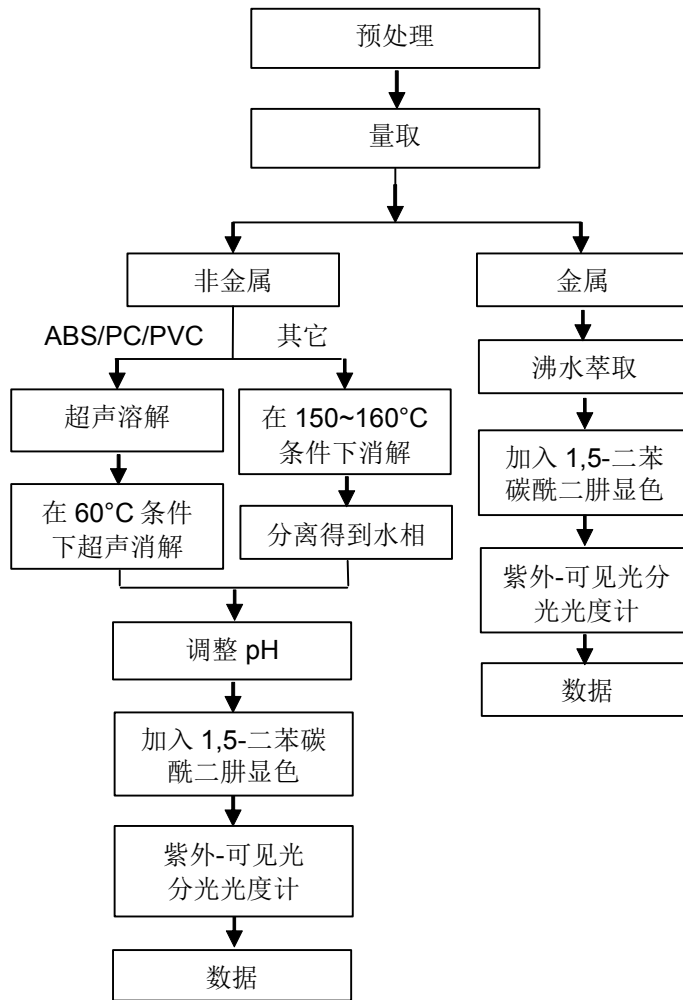 预处理
量取
非金属
金属
ABS/PC/PVC
其它
沸水萃取
超声溶解
在 150~160°C
条件下消解
加入 1,5-二苯
碳酰二肼显色
在 60°C 条件
下超声消解
分离得到水相
紫外-可见光分
光光度计
调整 pH
数据
加入 1,5-二苯碳
酰二肼显色
紫外-可见光
分光光度计
数据